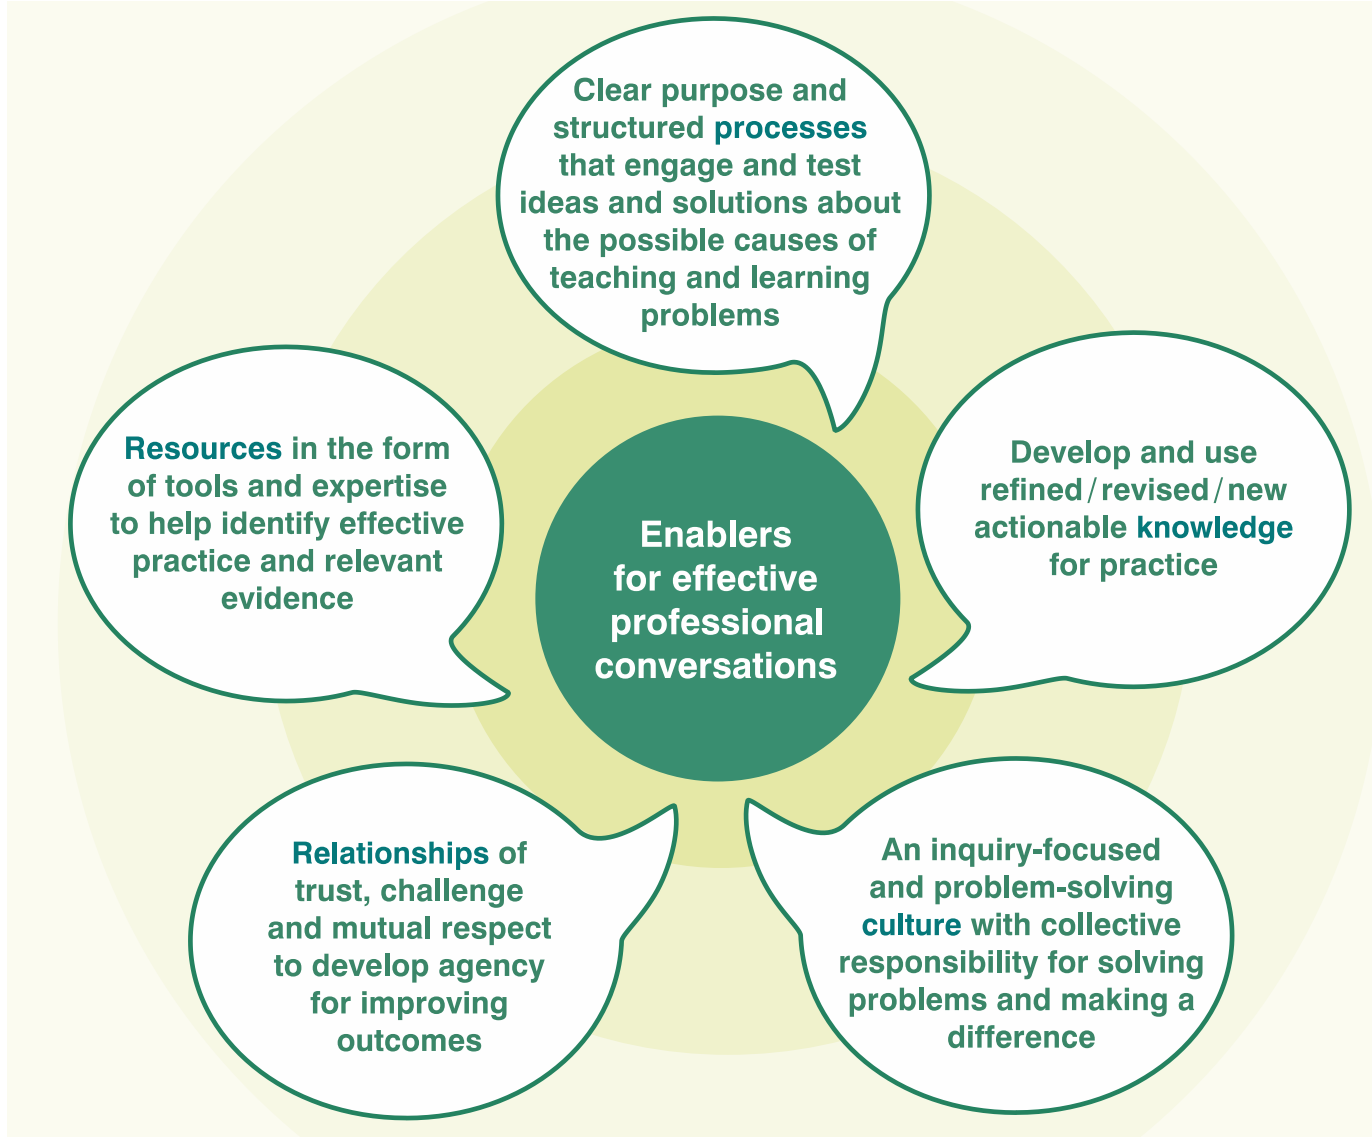 Clear purpose and
structured processes
that engage and test
ideas and solutions about
the possible causes of
teaching and learning
problems
Resources in the form
of tools and expertise
to help identify effective
practice and relevant
evidence
Develop and use
refined/revised/new
actionable knowledge
for practice
Enablers
for effective
professional
conversations
Relationships of
trust, challenge
and mutual respect
to develop agency
for improving
outcomes
An inquiry-focused
and problem-solving
culture with collective
responsibility for solving
problems and making a
difference